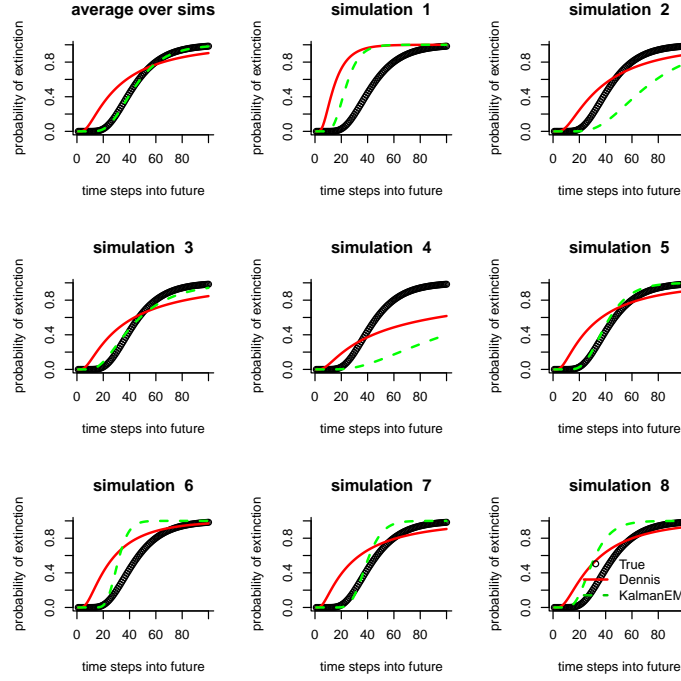 average over sims
simulation 1
simulation 2
probability of extinction
0.0 0.4 0.8
0 20 40 60 80
time steps into future
probability of extinction
0.0 0.4 0.8
0 20 40 60 80
time steps into future
probability of extinction
0.0 0.4 0.8
0 20 40 60 80
time steps into future
simulation 3
simulation 4
simulation 5
probability of extinction
0.0 0.4 0.8
0 20 40 60 80
time steps into future
probability of extinction
0.0 0.4 0.8
0 20 40 60 80
time steps into future
probability of extinction
0.0 0.4 0.8
0 20 40 60 80
time steps into future
simulation 6
simulation 7
simulation 8
probability of extinction
0.0 0.4 0.8
0 20 40 60 80
time steps into future
probability of extinction
0.0 0.4 0.8
0 20 40 60 80
time steps into future
probability of extinction
0.0 0.4 0.8
0 20 40 60 80
time steps into future
True
Dennis
KalmanEM